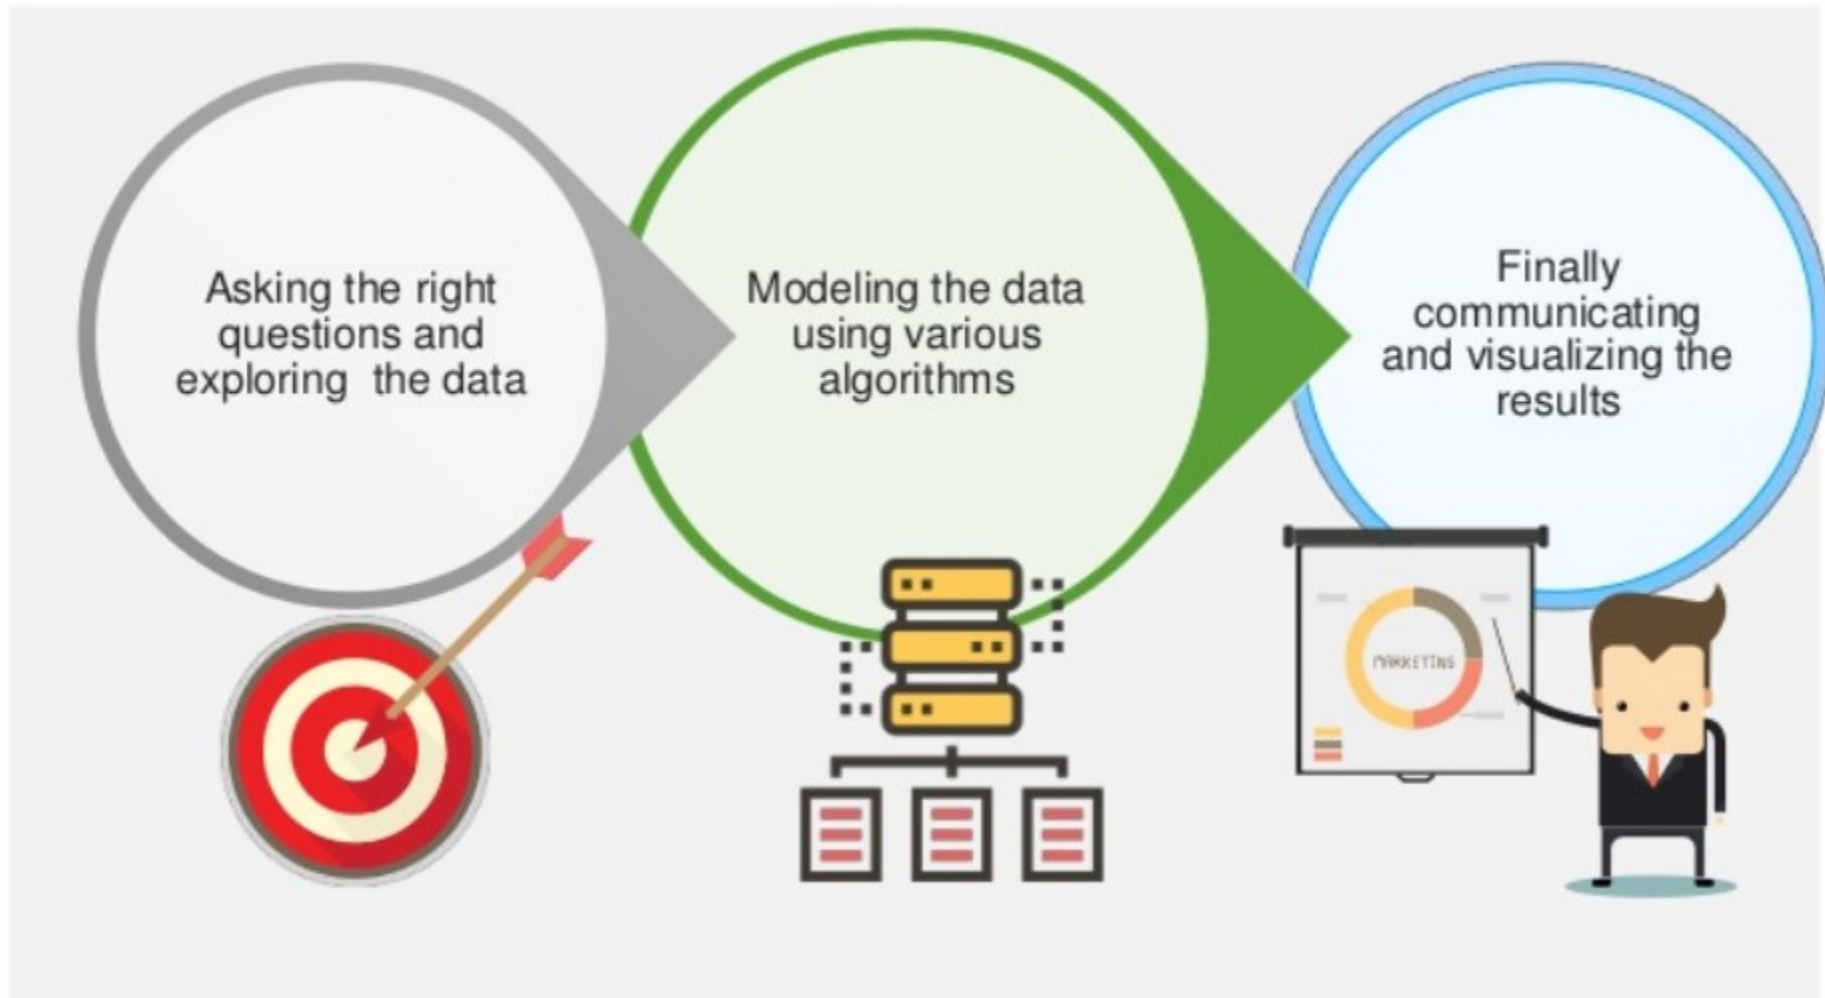 Asking the right
questions and
exploring  the data
Modeling the data
using various
algorithms
Finally
communicating
and visualizing the
results
MARKETING